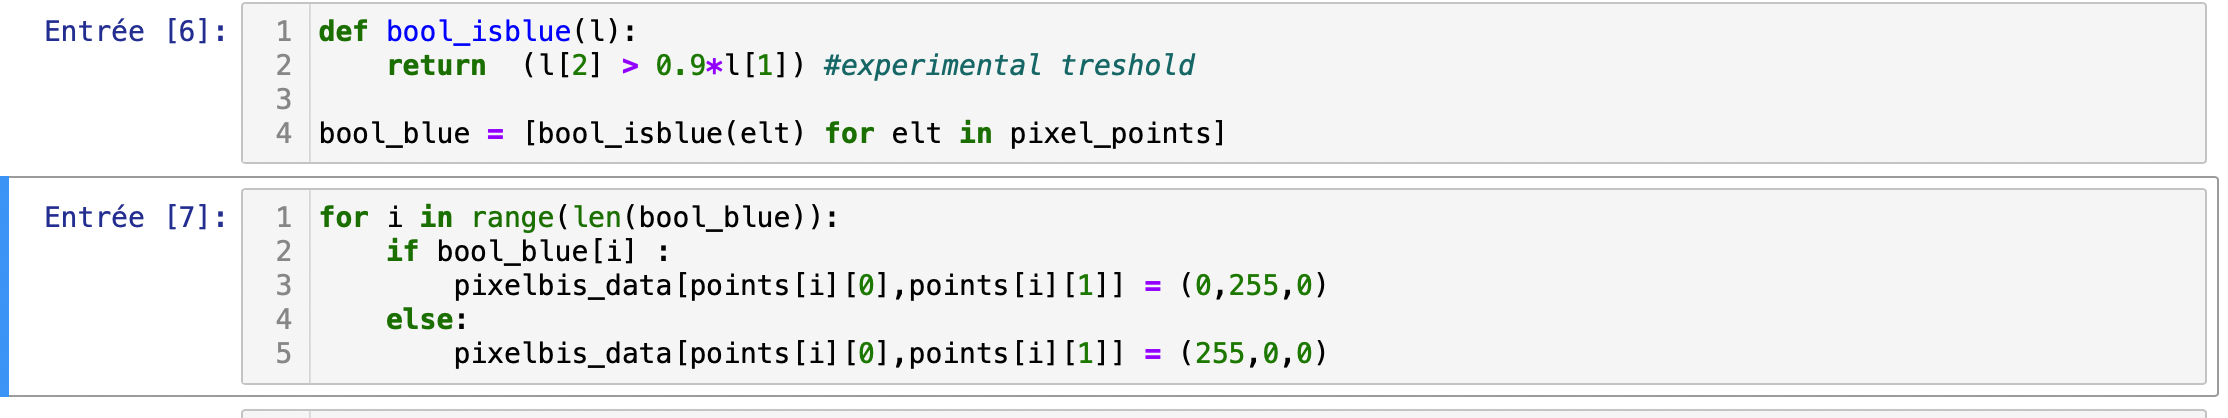 Entrée [6]:
1 def bool_isblue(l):
2     return  (l[2] > 0.9*l[1]) #experimental treshold
3
4 bool_blue = [bool_isblue(elt) for elt in pixel_points]
Entrée [7]:
1 for i in range(len(bool_blue)):
2     if bool_blue[i] :
3         pixelbis_data[points[i][0],points[i][1]] = (0,255,0)
4     else:
5         pixelbis_data[points[i][0],points[i][1]] = (255,0,0)